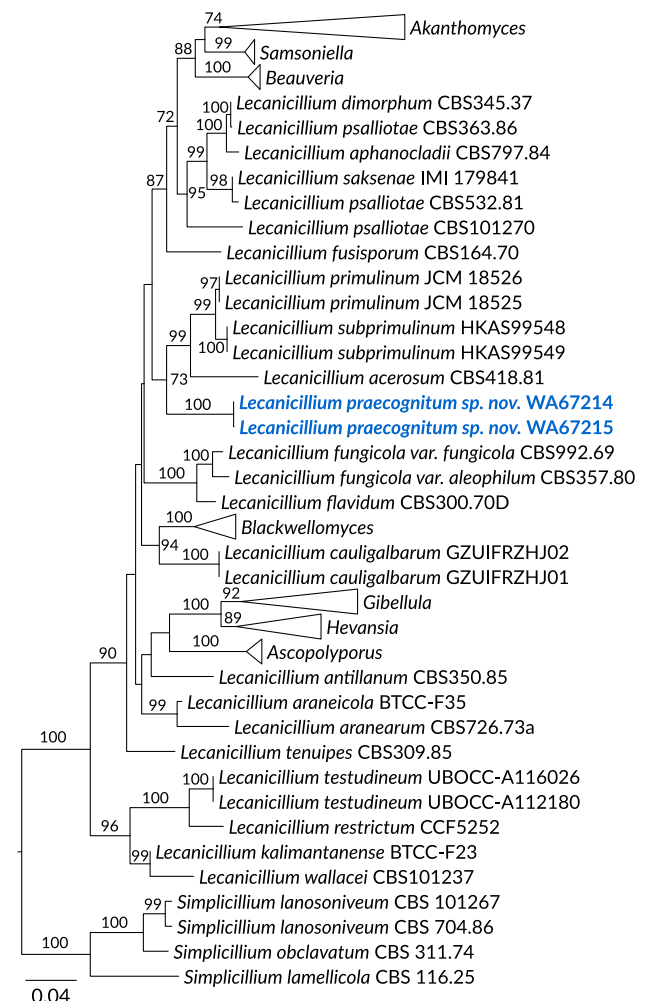 74
Akanthomyces
99
Samsoniella
88
100
Beauveria
100
Lecanicillium dimorphum CBS345.37
72
100
Lecanicillium psalliotae CBS363.86
99
Lecanicillium aphanocladii CBS797.84
87
98
Lecanicillium saksenae IMI 179841
95
Lecanicillium psalliotae CBS532.81
Lecanicillium psalliotae CBS101270
Lecanicillium fusisporum CBS164.70
97
Lecanicillium primulinum JCM 18526
99
Lecanicillium primulinum JCM 18525
Lecanicillium subprimulinum HKAS99548
99
100
Lecanicillium subprimulinum HKAS99549
73
Lecanicillium acerosum CBS418.81
100
Lecanicillium praecognitum sp. nov. WA67214
Lecanicillium praecognitum sp. nov. WA67215
100
Lecanicillium fungicola var. fungicola CBS992.69
100
Lecanicillium fungicola var. aleophilum CBS357.80
Lecanicillium flavidum CBS300.70D
100
Blackwellomyces
94
100
Lecanicillium cauligalbarum GZUIFRZHJ02
Lecanicillium cauligalbarum GZUIFRZHJ01
92
Gibellula
100
89
Hevansia
100
Ascopolyporus
90
Lecanicillium antillanum CBS350.85
99
Lecanicillium araneicola BTCC-F35
Lecanicillium aranearum CBS726.73a
100
Lecanicillium tenuipes CBS309.85
100
Lecanicillium testudineum UBOCC-A116026
100
Lecanicillium testudineum UBOCC-A112180
96
Lecanicillium restrictum CCF5252
99
Lecanicillium kalimantanense BTCC-F23
Lecanicillium wallacei CBS101237
99
Simplicillium lanosoniveum CBS 101267
100
Simplicillium lanosoniveum CBS 704.86
100
Simplicillium obclavatum CBS 311.74
Simplicillium lamellicola CBS 116.25
0.04